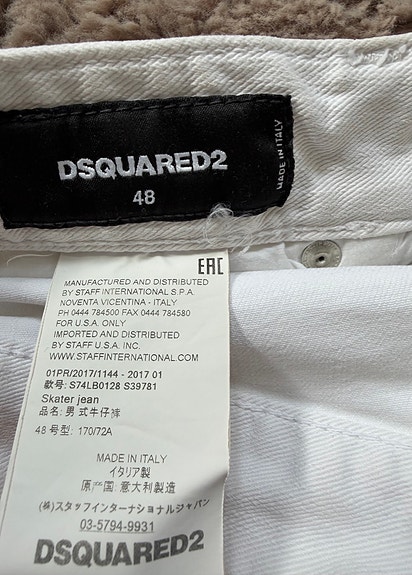 DSQUARED2
48
MADE IN ITALY
EAC
MANUFACTURED AND DISTRIBUTED
BY STAFF INTERNATIONAL S.P.A.
NOVENTA VICENTINA - ITALY
PH 0444 784500 FAX 0444 784580
FOR U.S.A. ONLY
IMPORTED AND DISTRIBUTED
BY STAFF U.S.A. INC.
WWW.STAFFINTERNATIONAL.COM
01PR/2017/1144 - 2017 01
款号: S74LB0128 S39781
Skater jean
品名: 男式牛仔裤
48 号型: 170/72A
MADE IN ITALY
イタリア製
原产国: 意大利製造
(株)スタッフインターナショナルジャパン
03-5794-9931
DSQUARED2